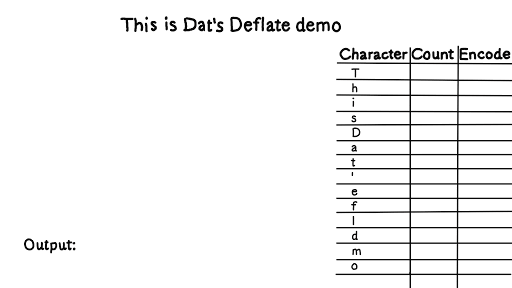 This is Dat's Deflate demo
Character Count Encode
T
h
i
s
D
a
t
'
e
f
l
d
m
o
Output: